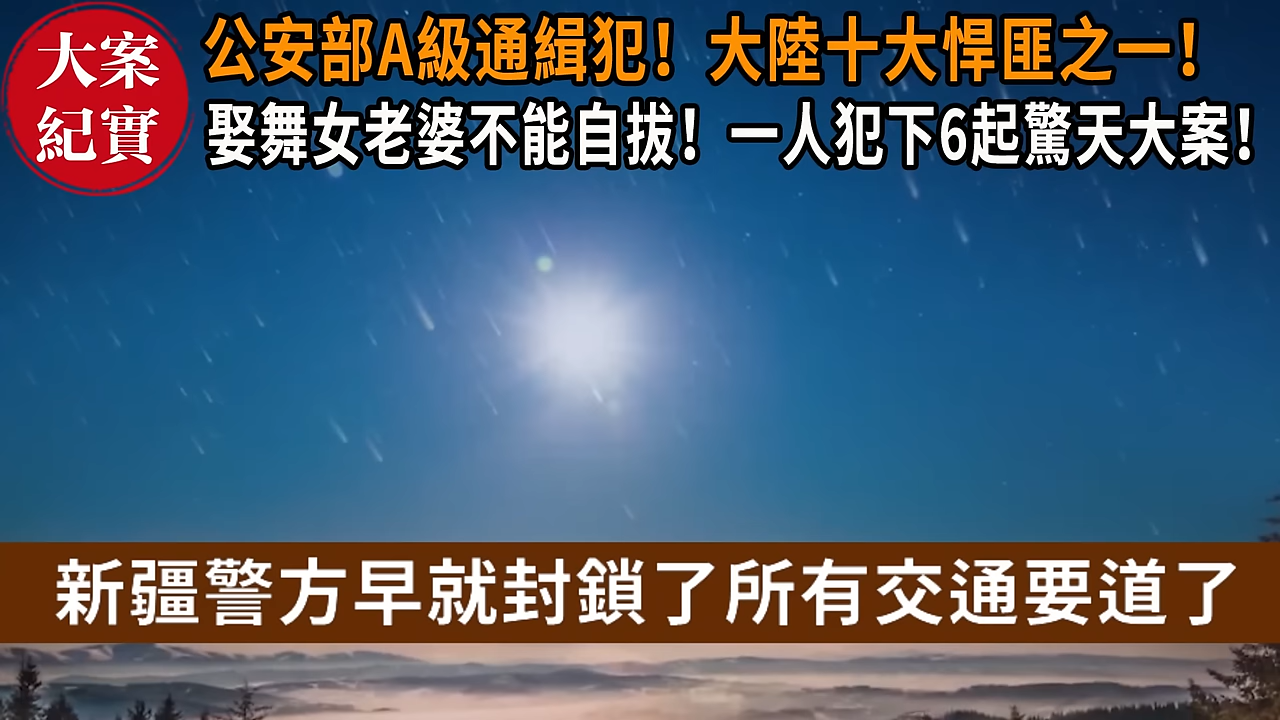 大案
紀實
公安部A級通緝犯！大陸十大悍匪之一！
娶舞女老婆不能自拔！一人犯下6起驚天大案！
新疆警方早就封鎖了所有交通要道了